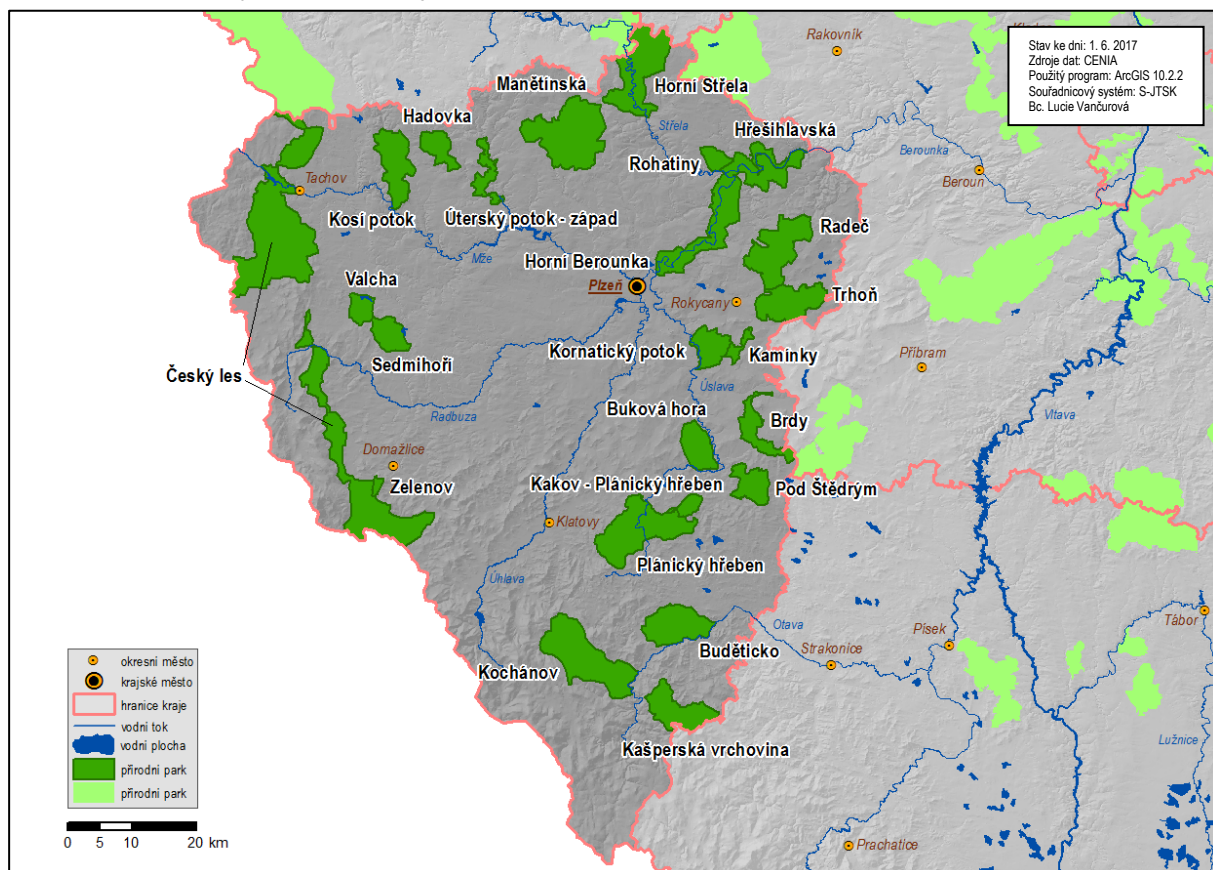 Stav ke dni: 1. 6. 2017
Zdroje dat: CENIA
Použitý program: ArcGIS 10.2.2
Souřadnicový systém: S-JTSK
Bc. Lucie Vančurová
Rakovník
Manětínská
Horní Střela
Hadovka
Střela
Hřešihlavská
Rohatiny
Berounka
Beroun
Tachov
Kosí potok
Úterský potok - západ
Radeč
Mže
Horní Berounka
Valcha
Plzeň
Rokycany
Trhoň
Kornatický potok
Kamínky
Sedmihoří
Příbram
Český les
Úslava
Radbuza
Buková hora
Brdy
Vltava
Domažlice
Zelenov
Kakov - Plánický hřeben
Pod Štědrým
Klatovy
Plánický hřeben
Úhlava
Otava
Písek
Tábor
Buděticko
Strakonice
Kochánov
Kašperská vrchovina
Lužnice
Prachatice
okresní město
krajské město
hranice kraje
vodní tok
vodní plocha
přírodní park
přírodní park
0 5 10 20 km